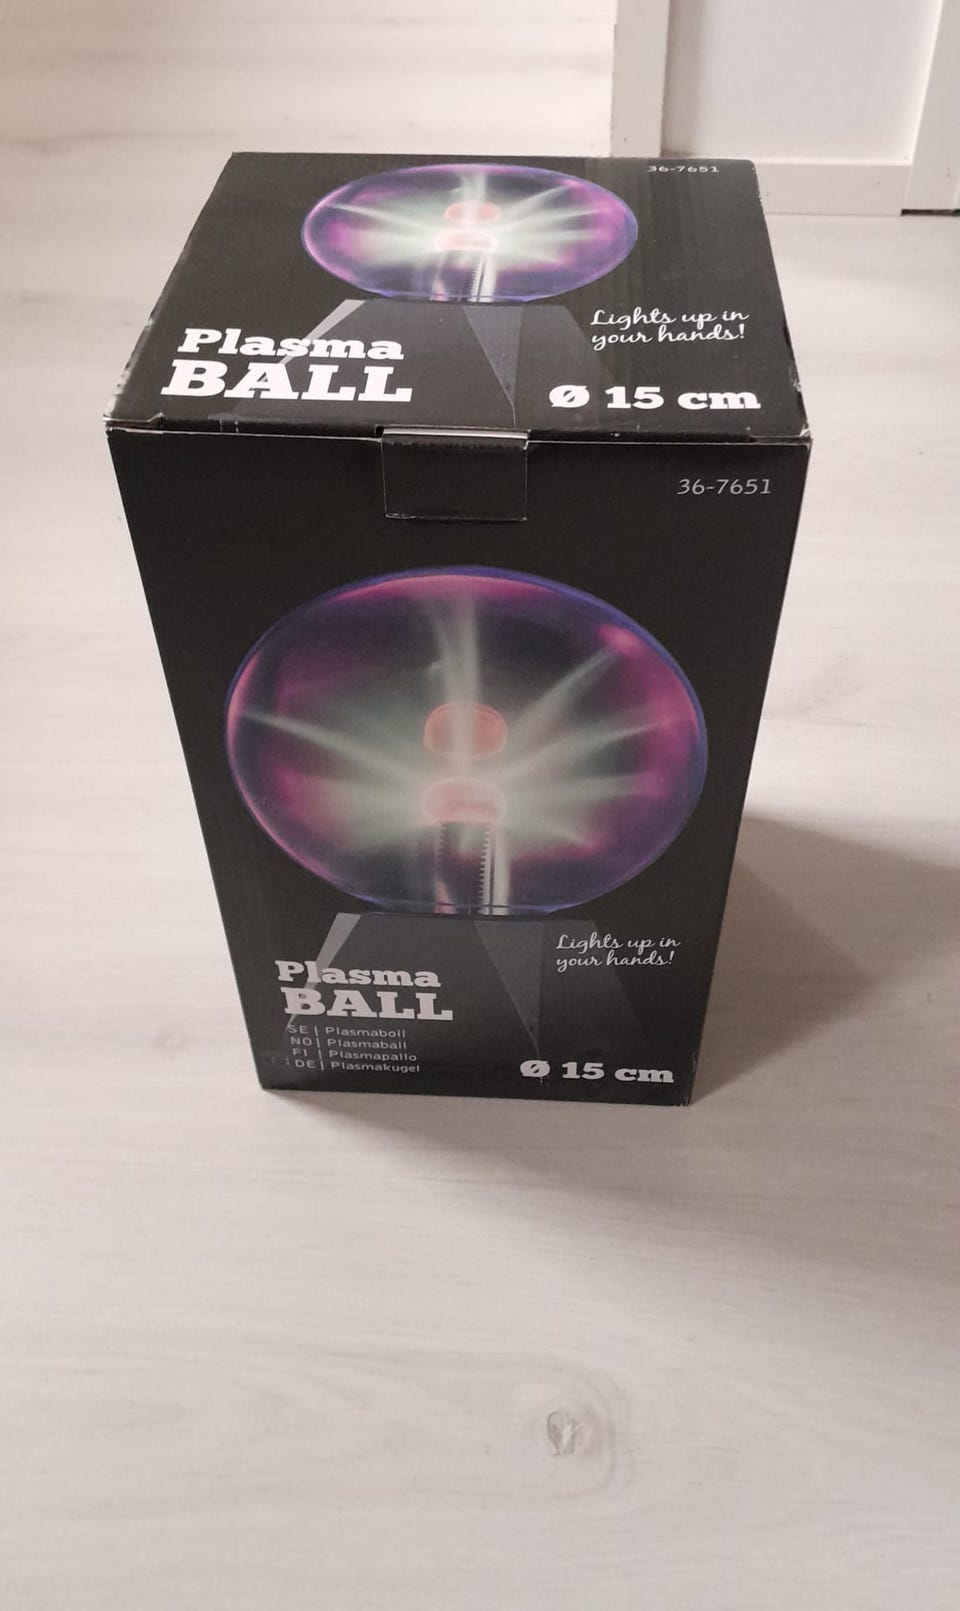 36-7651
Lights up in
your hands!
Plasma
BALL
Ø 15 cm
36-7651
Lights up in
your hands!
Plasma
BALL
SE | Plasmaboll
NO | Plasmaball
FI | Plasmapallo
DE | Plasmakugel
Ø 15 cm